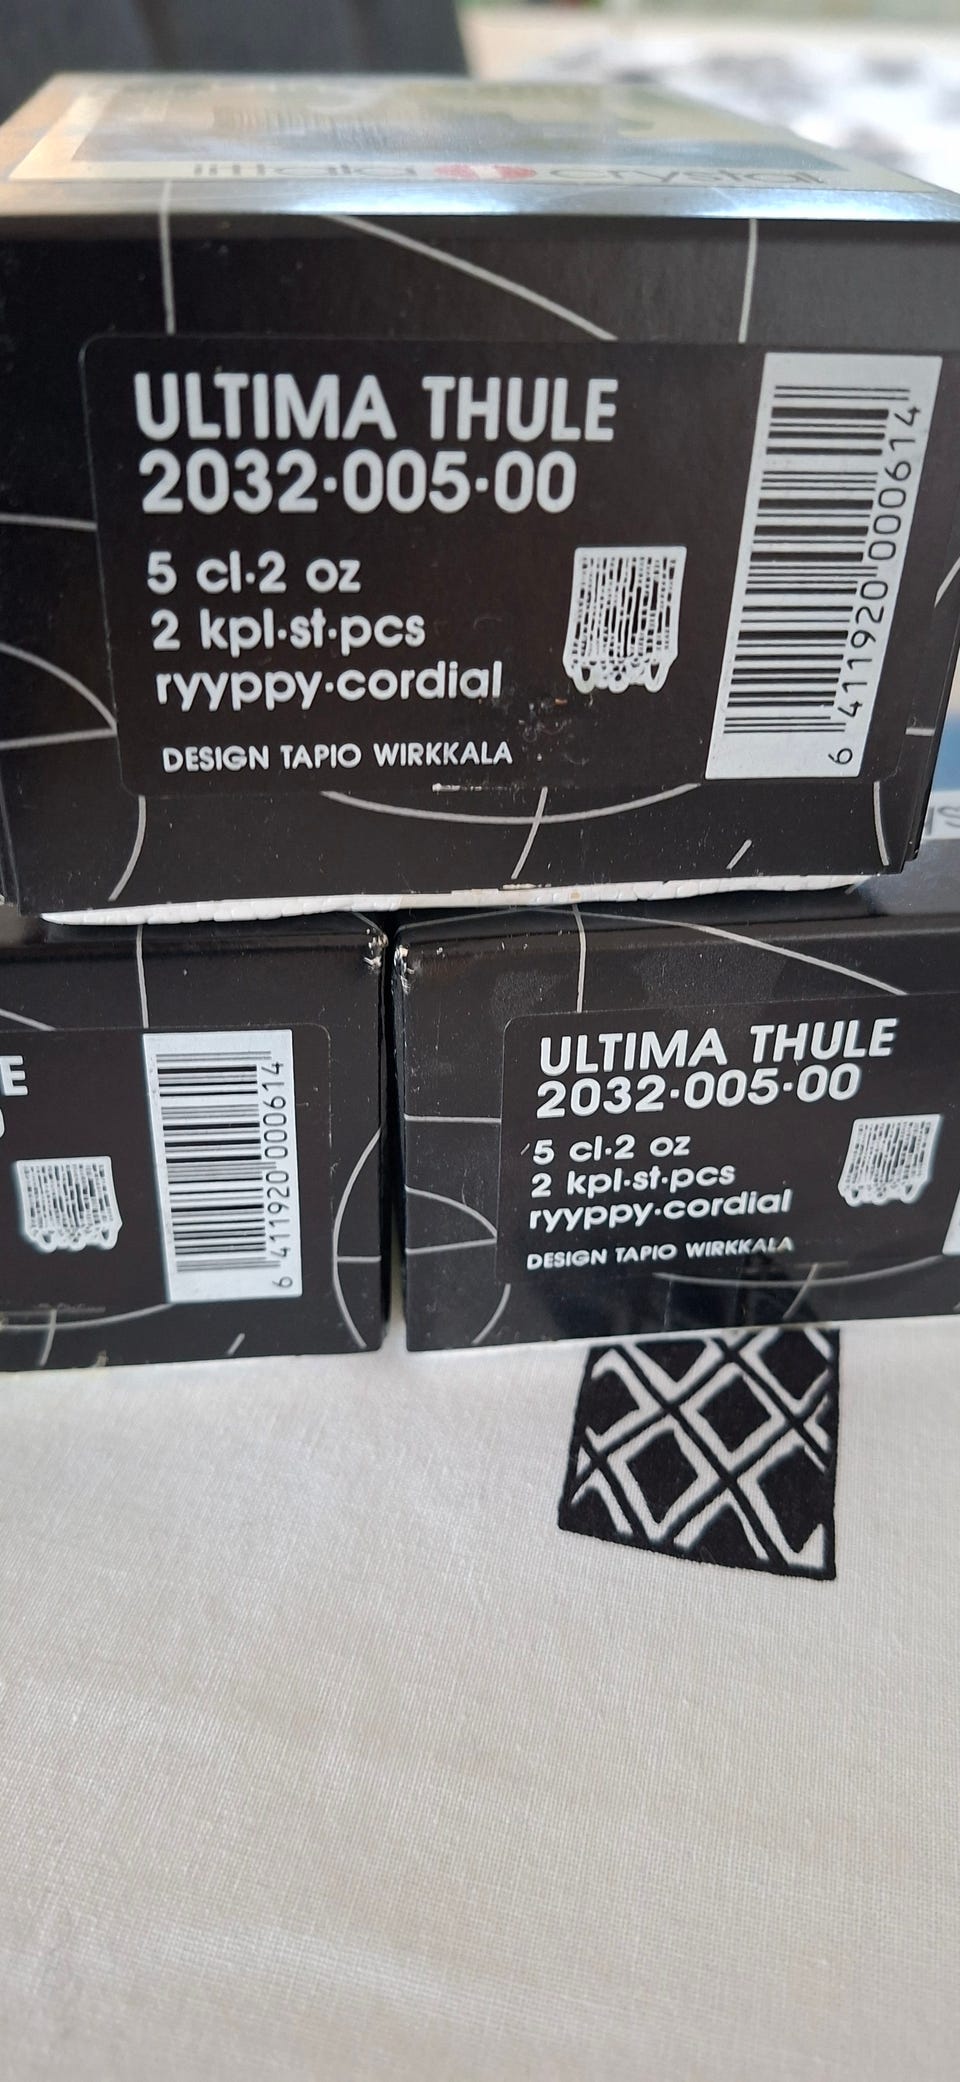 iittala crystal
ULTIMA THULE
2032·005·00
5 cl·2 oz
2 kpl·st·pcs
ryyppy·cordial
DESIGN TAPIO WIRKKALA
6 411920 000614
E
6 411920 000614
ULTIMA THULE
2032·005·00
5 cl·2 oz
2 kpl·st·pcs
ryyppy·cordial
DESIGN TAPIO WIRKKALA